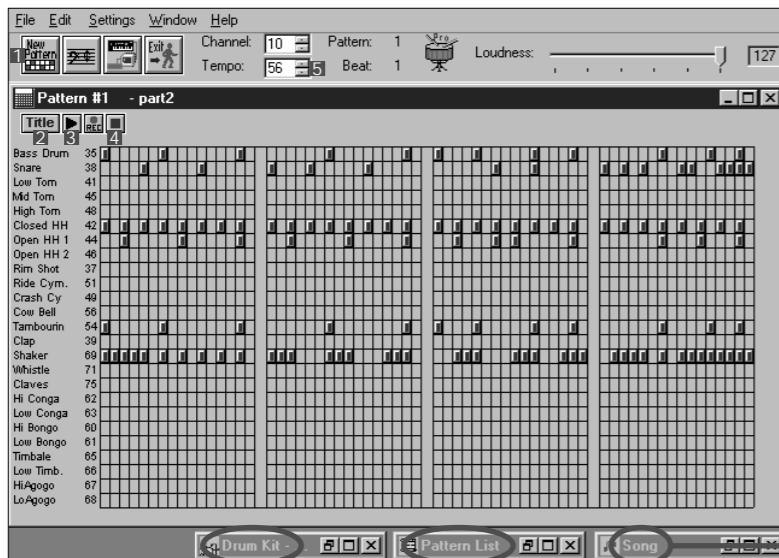 File Edit Settings Window Help
1 New Pattern Exit Channel: 10 Pattern: 1 Pro Loudness: 127
Tempo: 56 5 Beat: 1
Pattern #1 - part2
Title REC
2 3 4
Bass Drum 35
Snare 38
Low Tom 41
Mid Tom 45
High Tom 48
Closed HH 42
Open HH 1 44
Open HH 2 46
Rim Shot 37
Ride Cym. 51
Crash Cy 49
Cow Bell 56
Tambourin 54
Clap 39
Shaker 69
Whistle 71
Claves 75
Hi Conga 62
Low Conga 63
Hi Bongo 60
Low Bongo 61
Timbale 65
Low Timb. 66
HiAgogo 67
LoAgogo 68
Drum Kit - ... Pattern List Song